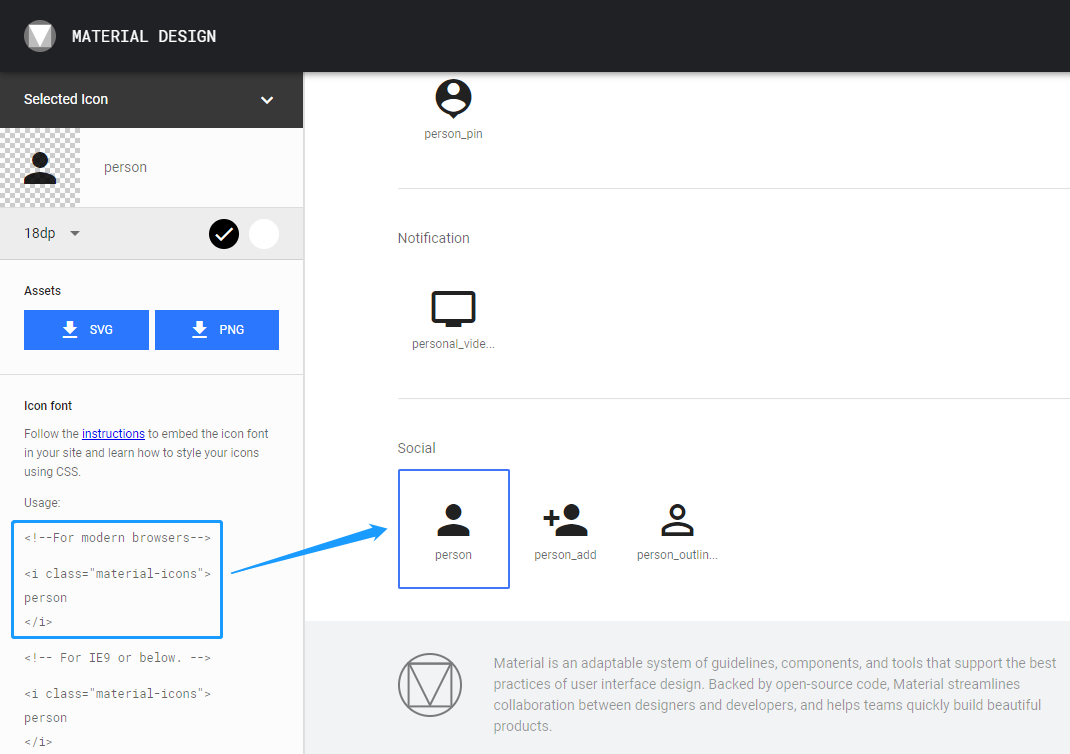 MATERIAL DESIGN
Selected Icon
person
18dp
Assets
SVG
PNG
Icon font
Follow the instructions to embed the icon font
in your site and learn how to style your icons
using CSS.
Usage:
<!--For modern browsers-->
<i class="material-icons">
person
</i>
<!-- For IE9 or below. -->
<i class="material-icons">
person
</i>
person_pin
Notification
personal_vide...
Social
person
person_add
person_outlin...
Material is an adaptable system of guidelines, components, and tools that support the best
practices of user interface design. Backed by open-source code, Material streamlines
collaboration between designers and developers, and helps teams quickly build beautiful
products.